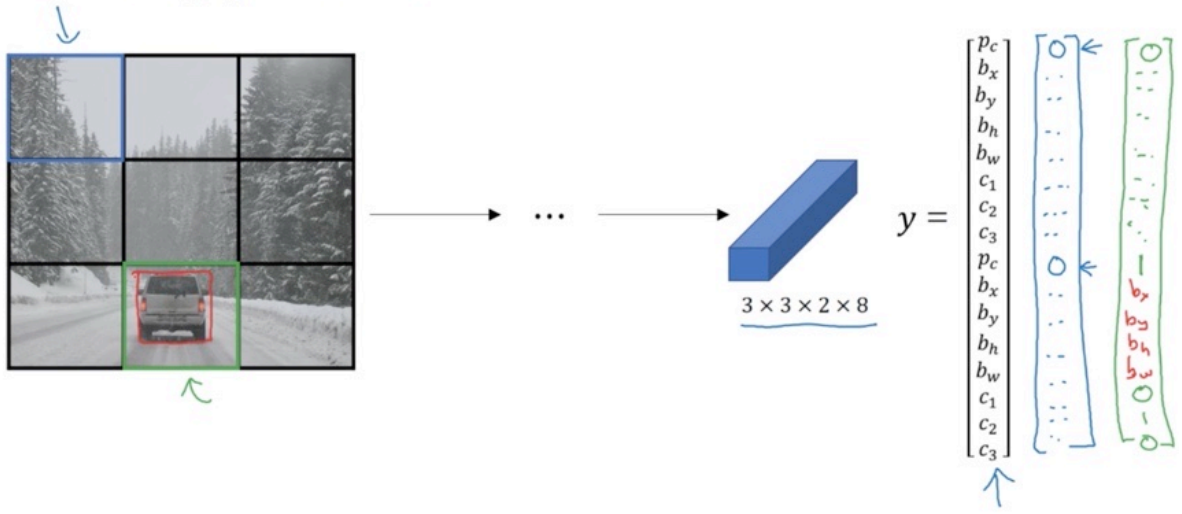 ...
3 × 3 × 2 × 8
y =
p_c
b_x
b_y
b_h
b_w
c_1
c_2
c_3
p_c
b_x
b_y
b_h
b_w
c_1
c_2
c_3
0
0
0
1
b_x
b_y
b_h
b_w
0
1
0